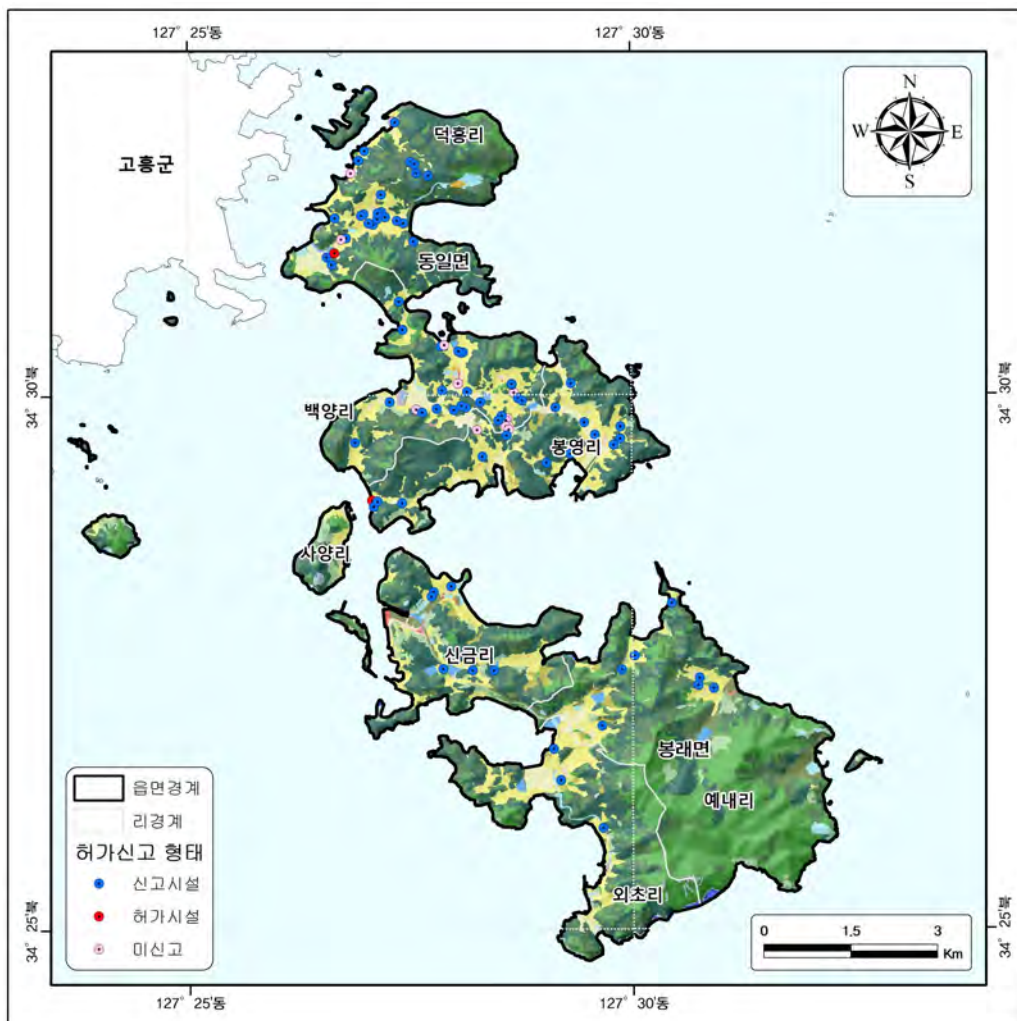 127° 25'동
127° 30'동
N
W
E
S
덕흥리
고흥군
동일면
34° 30'북
34° 30'북
백양리
봉영리
사양리
신금리
봉래면
예내리
외초리
읍면경계
리경계
허가신고 형태
신고시설
허가시설
미신고
0
1.5
3
Km
34° 25'북
34° 25'북
127° 25'동
127° 30'동